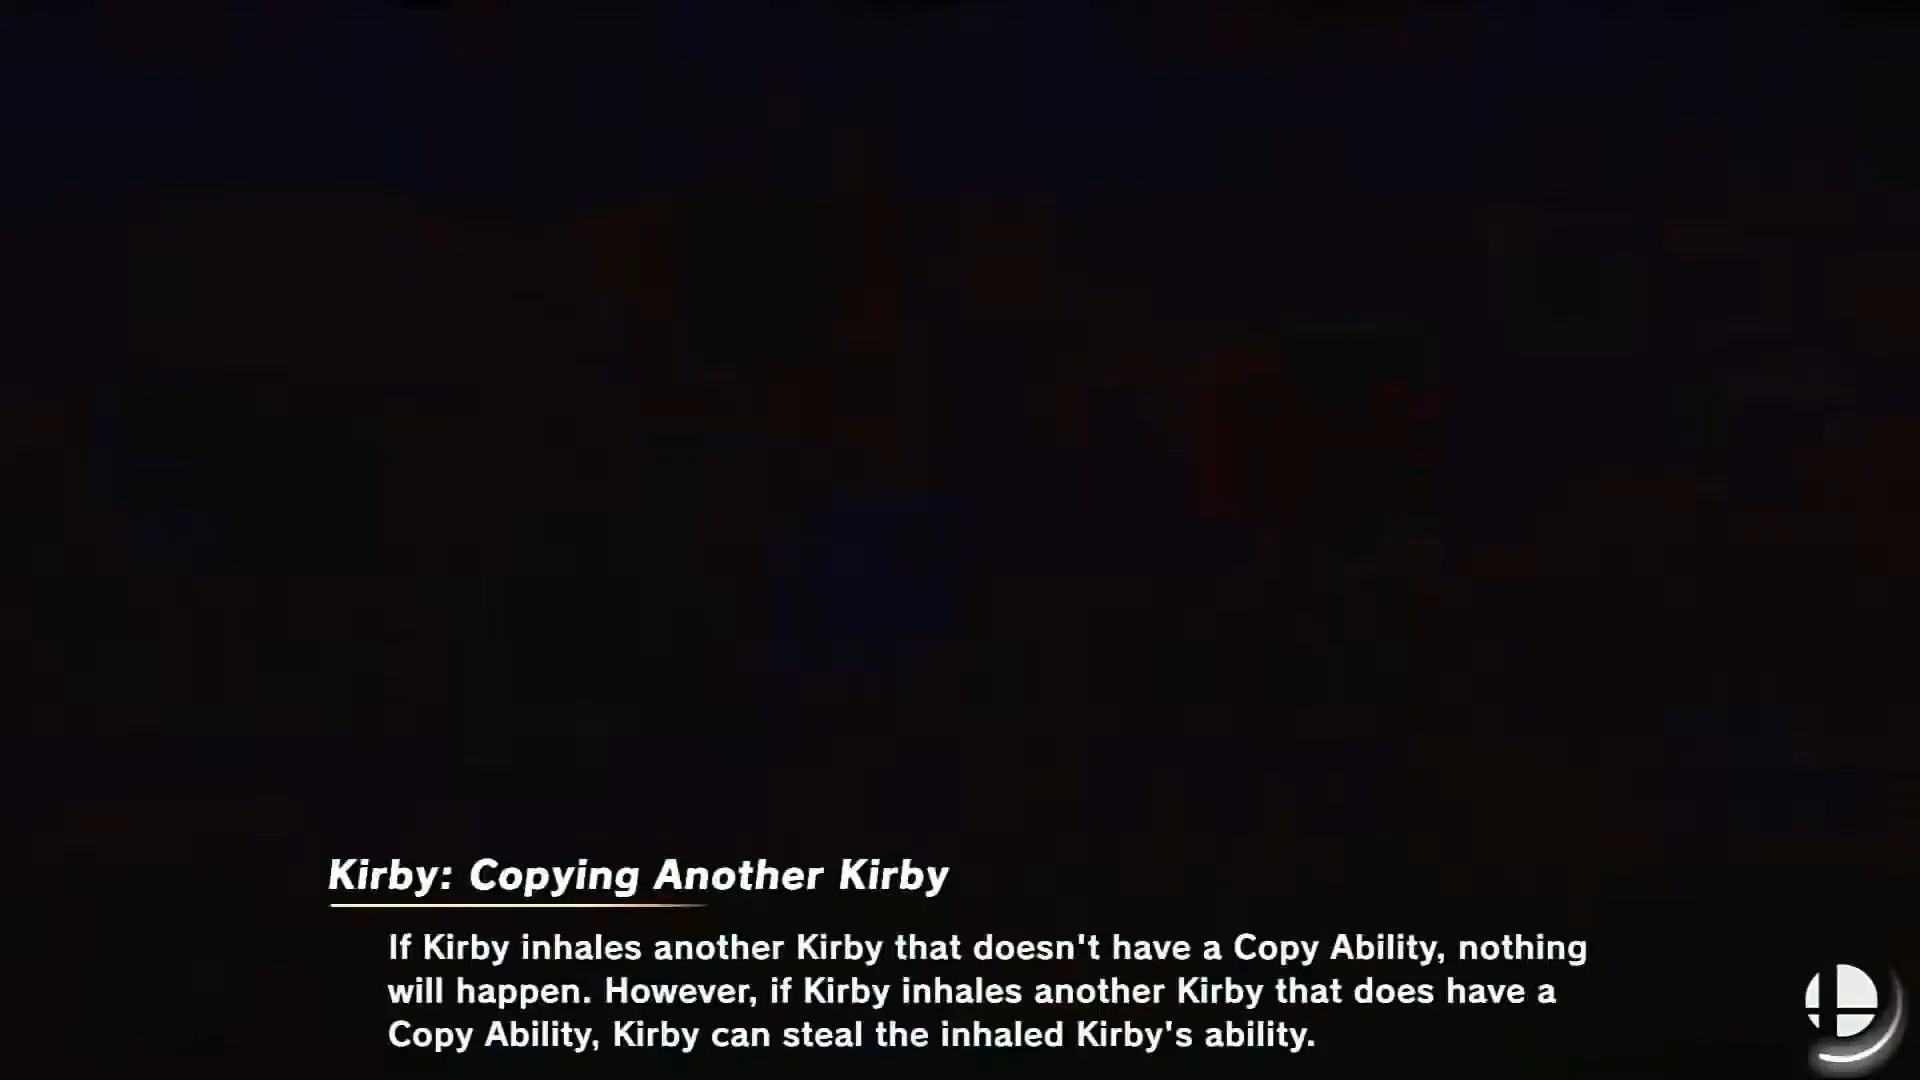 Kirby: Copying Another Kirby
If Kirby inhales another Kirby that doesn't have a Copy Ability, nothing
will happen. However, if Kirby inhales another Kirby that does have a
Copy Ability, Kirby can steal the inhaled Kirby's ability.